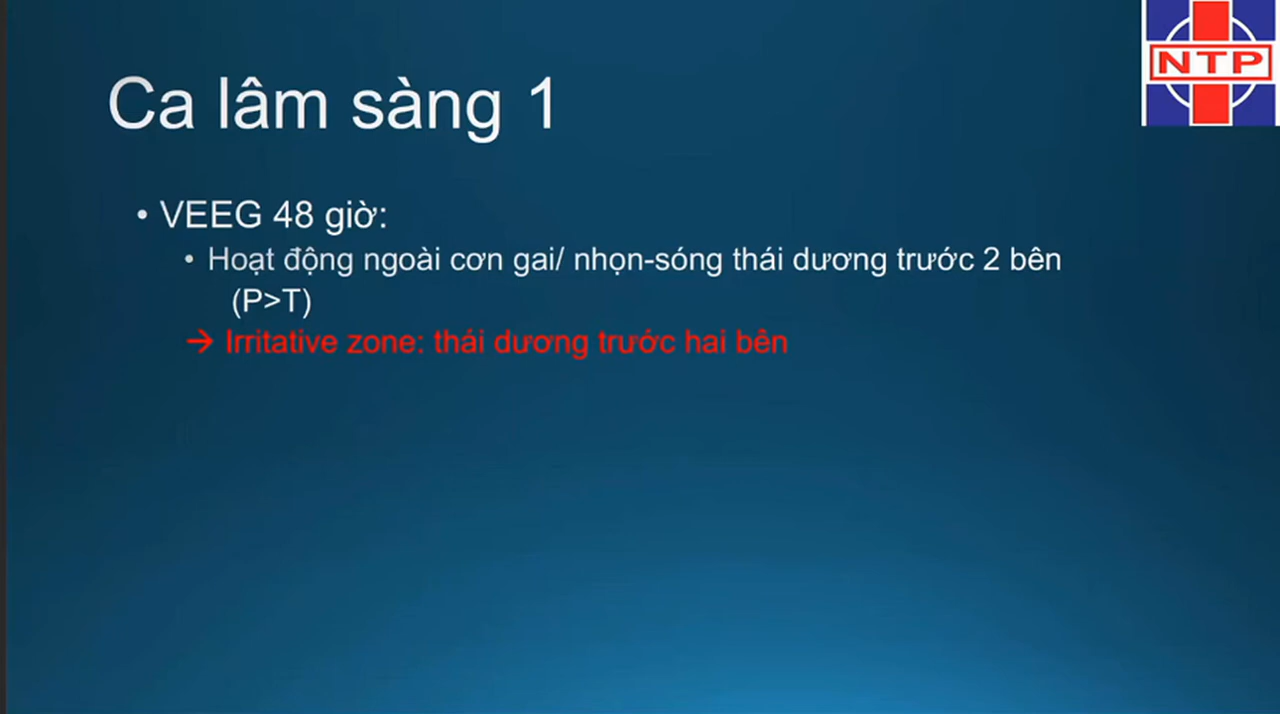 NTP
Ca lâm sàng 1
• VEEG 48 giờ:
• Hoạt động ngoài cơn gai/ nhọn-sóng thái dương trước 2 bên
(P>T)
→ Irritative zone: thái dương trước hai bên